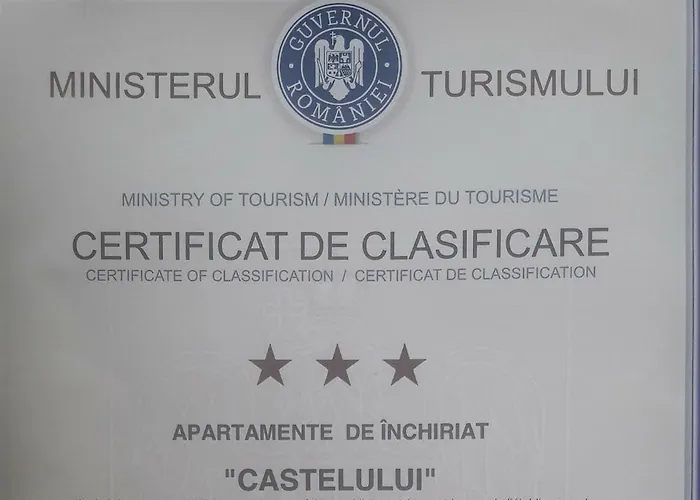 GUVERNUL
ROMÂNIEI
MINISTERUL TURISMULUI
MINISTRY OF TOURISM / MINISTÈRE DU TOURISME
CERTIFICAT DE CLASIFICARE
CERTIFICATE OF CLASSIFICATION / CERTIFICAT DE CLASSIFICATION
APARTAMENTE DE ÎNCHIRIAT
"CASTELULUI"